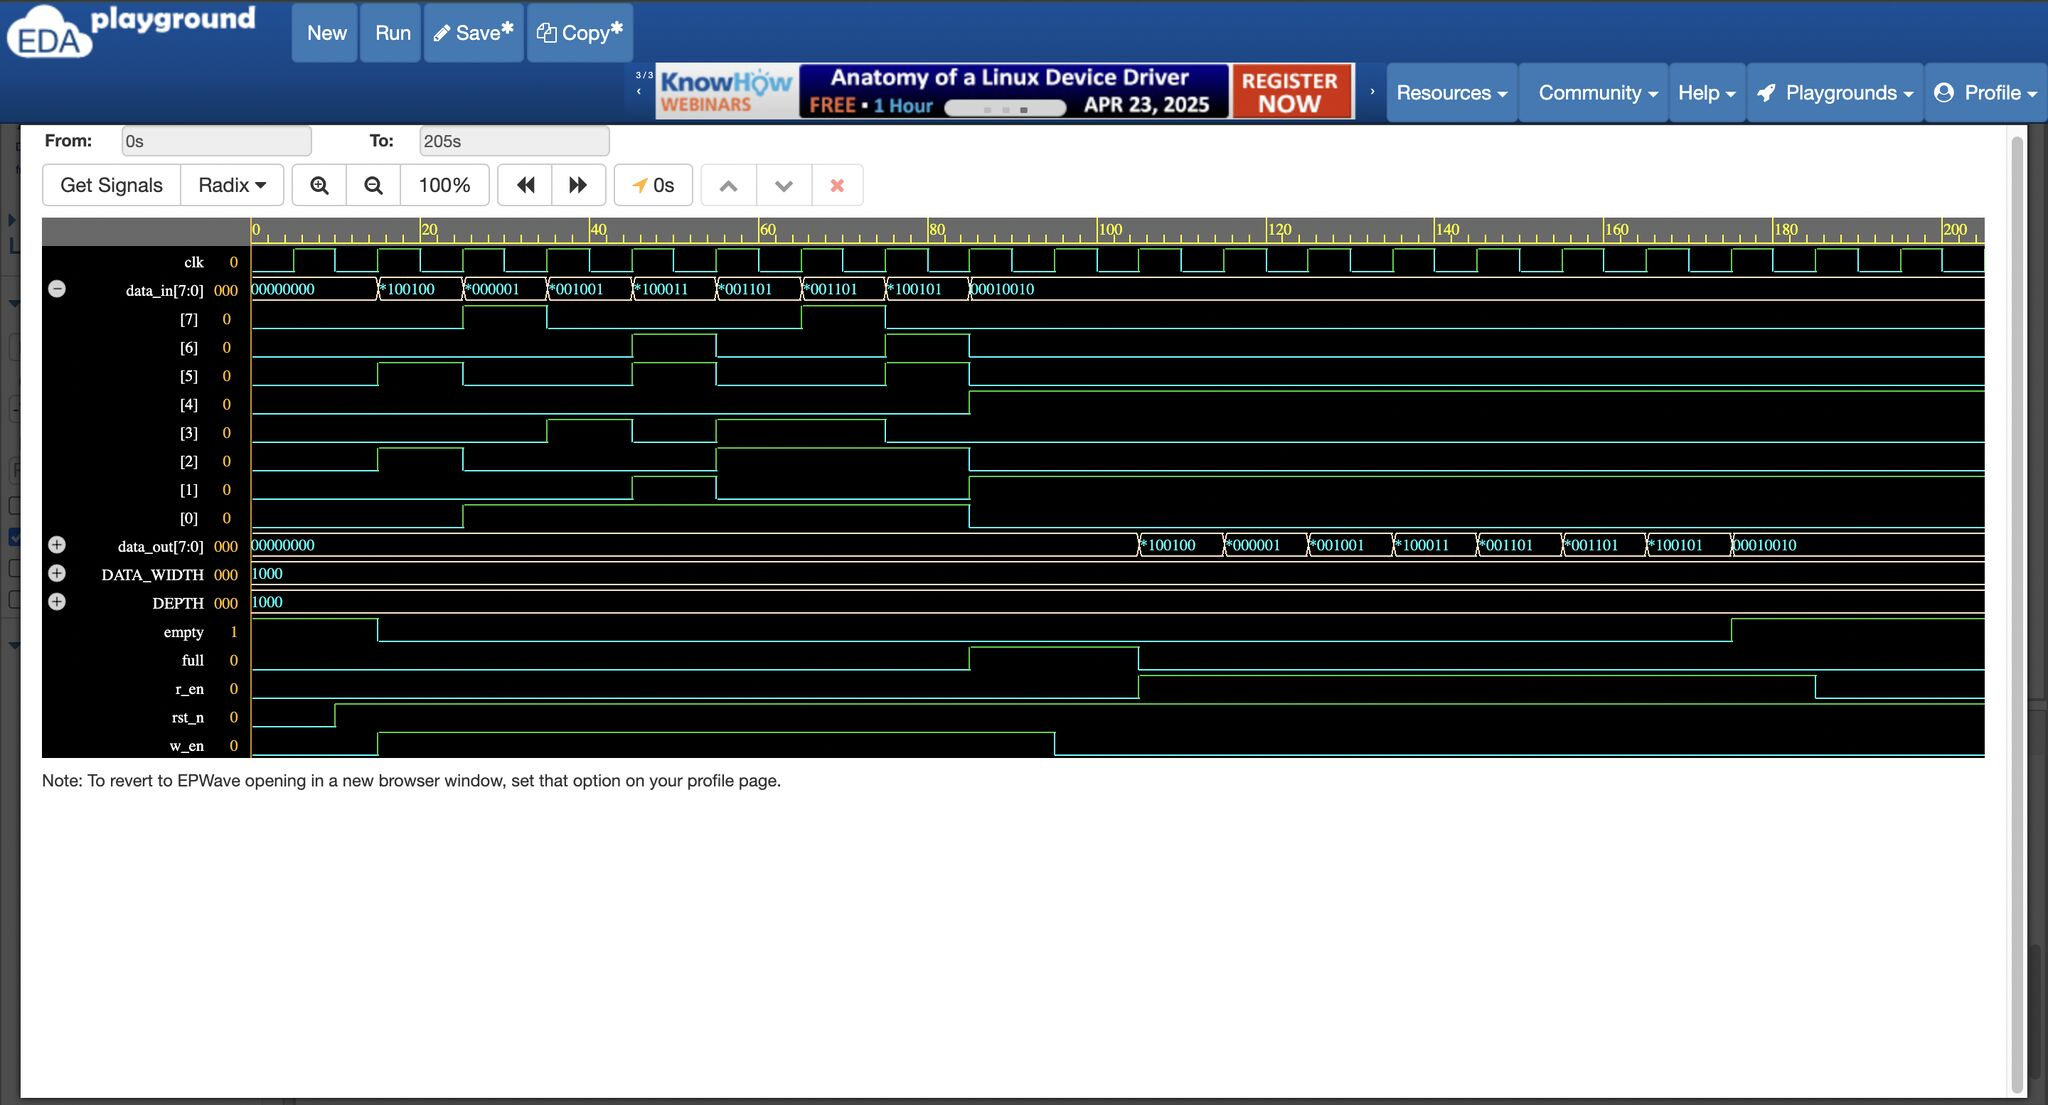 EDA playground
New Run Save* Copy*
3 / 3
KnowHow WEBINARS
Anatomy of a Linux Device Driver
FREE ▪ 1 Hour APR 23, 2025
REGISTER NOW
Resources Community Help Playgrounds Profile
From: 0s To: 205s
Get Signals Radix 100% 0s
0 20 40 60 80 100 120 140 160 180 200
clk 0
data_in[7:0] 000 00000000 *100100 *000001 *001001 *100011 *001101 *001101 *100101 00010010
[7] 0
[6] 0
[5] 0
[4] 0
[3] 0
[2] 0
[1] 0
[0] 0
data_out[7:0] 000 00000000 *100100 *000001 *001001 *100011 *001101 *001101 *100101 00010010
DATA_WIDTH 000 1000
DEPTH 000 1000
empty 1
full 0
r_en 0
rst_n 0
w_en 0
Note: To revert to EPWave opening in a new browser window, set that option on your profile page.